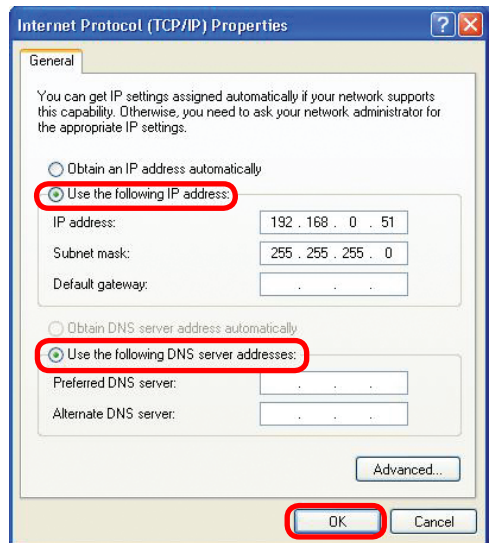 Internet Protocol (TCP/IP) Properties
General
You can get IP settings assigned automatically if your network supports
this capability. Otherwise, you need to ask your network administrator for
the appropriate IP settings.
Obtain an IP address automatically
Use the following IP address:
IP address: 192 . 168 . 0 . 51
Subnet mask: 255 . 255 . 255 . 0
Default gateway: . . .
Obtain DNS server address automatically
Use the following DNS server addresses:
Preferred DNS server: . . .
Alternate DNS server: . . .
Advanced...
OK Cancel